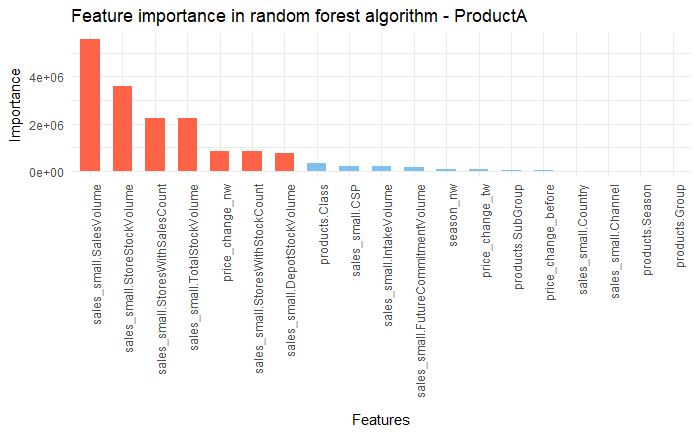 Feature importance in random forest algorithm - ProductA
Importance
4e+06
2e+06
0e+00
sales_small.SalesVolume
sales_small.StoreStockVolume
sales_small.StoresWithSalesCount
sales_small.TotalStockVolume
price_change_nw
sales_small.StoresWithStockCount
sales_small.DepotStockVolume
products.Class
sales_small.CSP
sales_small.IntakeVolume
sales_small.FutureCommitmentVolume
season_nw
price_change_tw
products.SubGroup
price_change_before
sales_small.Country
sales_small.Channel
products.Season
products.Group
Features